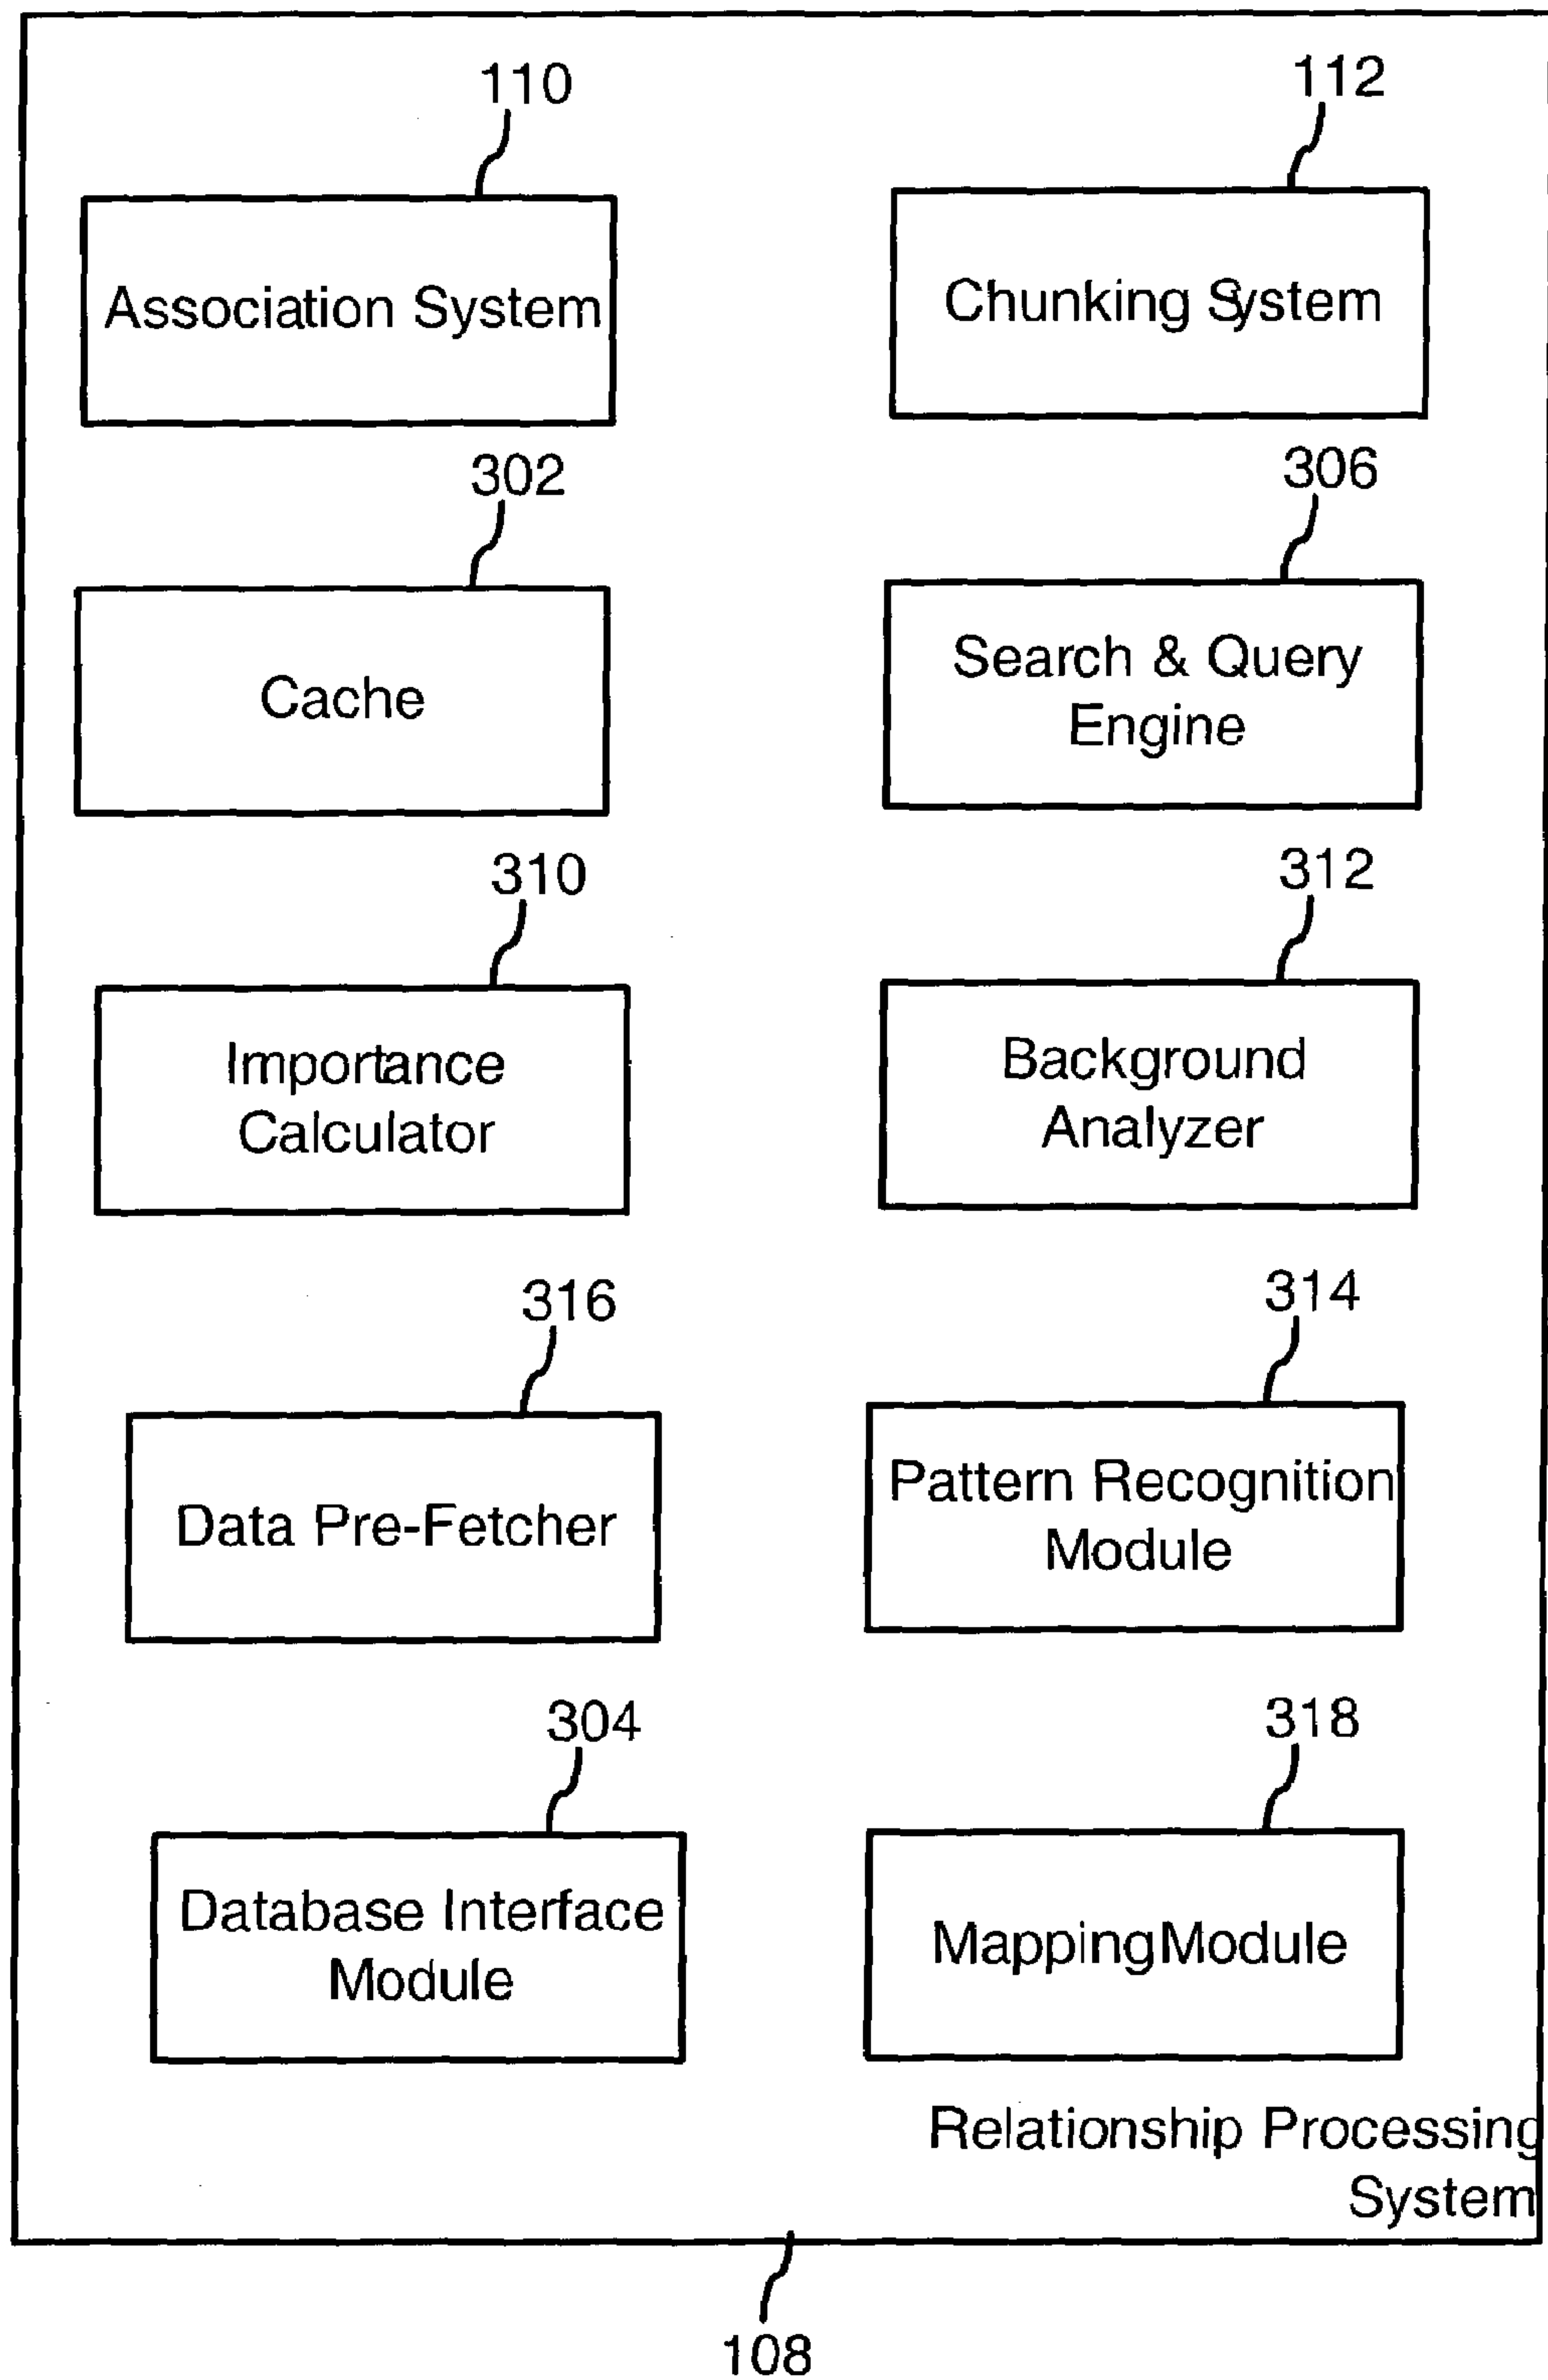 110
112
Association System
Chunking System
302
306
Cache
Search & Query
Engine
310
312
Importance
Calculator
Background
Analyzer
316
314
Data Pre-Fetcher
Pattern Recognition
Module
304
318
Database Interface
Module
MappingModule
Relationship Processing
System
108